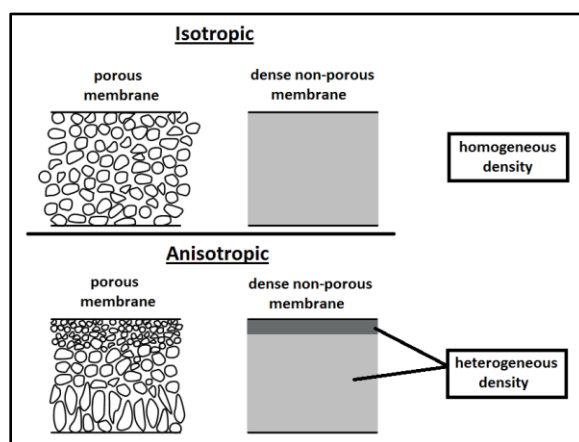 Isotropic
porous
membrane
dense non-porous
membrane
homogeneous
density
Anisotropic
porous
membrane
dense non-porous
membrane
heterogeneous
density